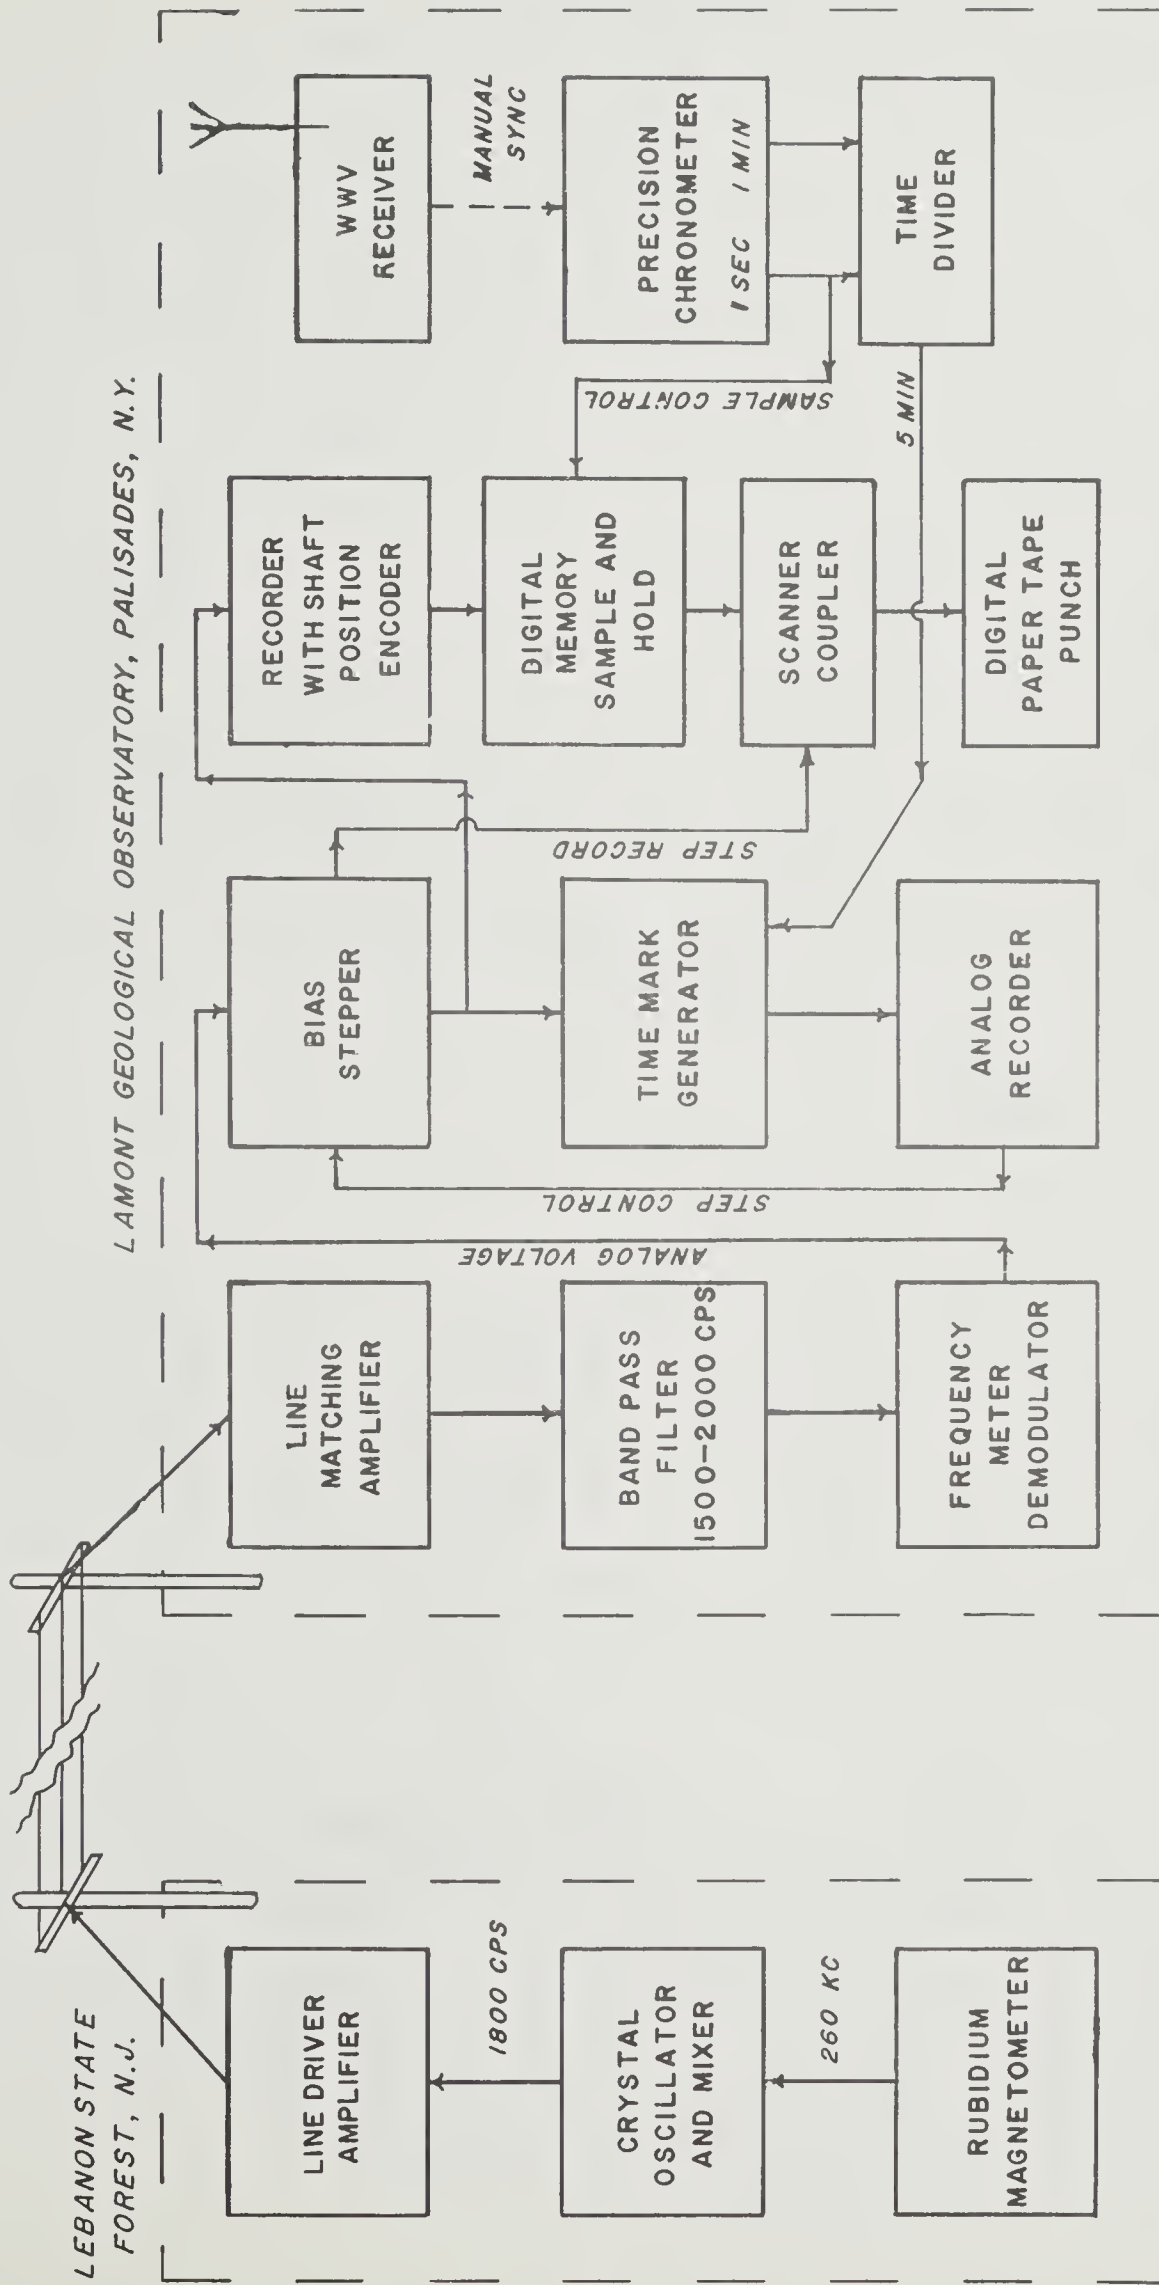 LEBANON STATE
FOREST, N.J.
LINE DRIVER
AMPLIFIER
1800 CPS
CRYSTAL
OSCILLATOR
AND MIXER
260 KC
RUBIDIUM
MAGNETOMETER
LAMONT GEOLOGICAL OBSERVATORY, PALISADES, N.Y.
LINE
MATCHING
AMPLIFIER
BAND PASS
FILTER
1500-2000 CPS
FREQUENCY
METER
DEMODULATOR
ANALOG VOLTAGE
STEP CONTROL
BIAS
STEPPER
TIME MARK
GENERATOR
ANALOG
RECORDER
STEP RECORD
RECORDER
WITH SHAFT
POSITION
ENCODER
DIGITAL
MEMORY
SAMPLE AND
HOLD
SCANNER
COUPLER
DIGITAL
PAPER TAPE
PUNCH
SAMPLE CONTROL
5 MIN
WWV
RECEIVER
MANUAL
SYNC
PRECISION
CHRONOMETER
1 SEC 1 MIN
TIME
DIVIDER